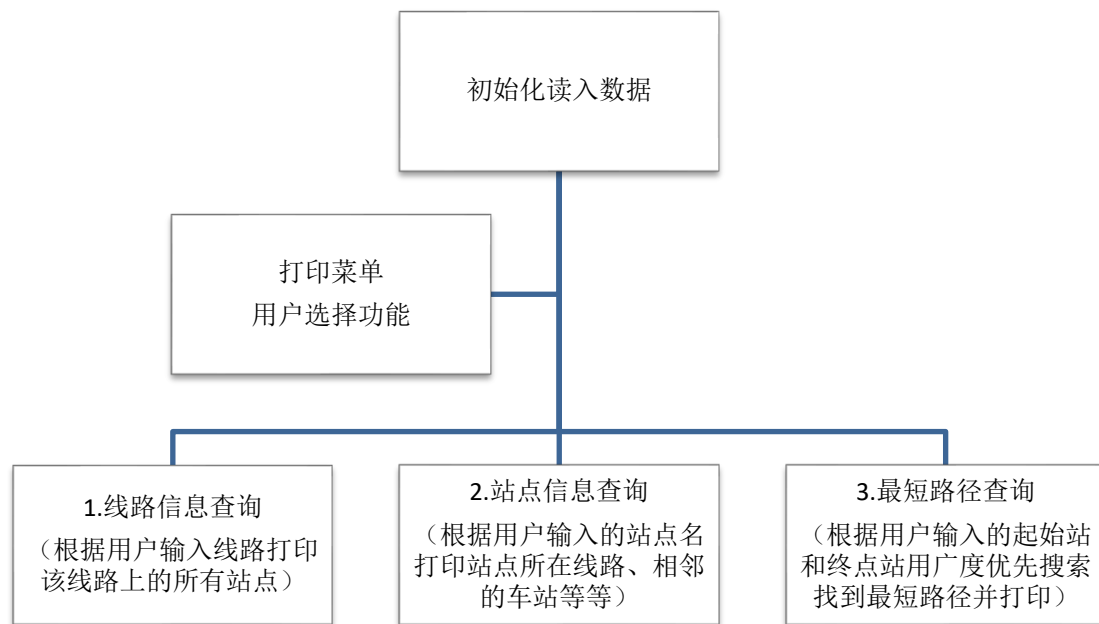 初始化读入数据
打印菜单
用户选择功能
1.线路信息查询
（根据用户输入线路打印
该线路上的所有站点）
2.站点信息查询
（根据用户输入的站点名
打印站点所在线路、相邻
的车站等等）
3.最短路径查询
（根据用户输入的起始站
和终点站用广度优先搜索
找到最短路径并打印）